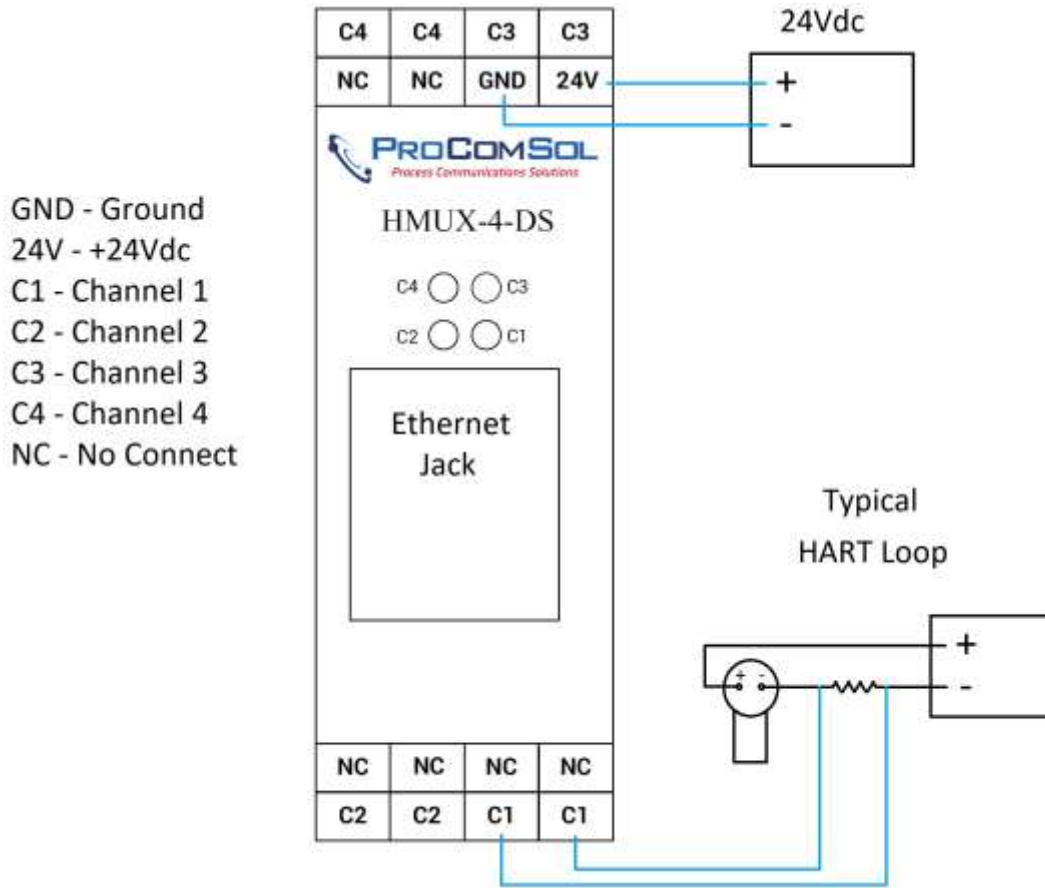 24Vdc
C4 C4 C3 C3
NC NC GND 24V
+
-
PROCOMSOL
Process Communications Solutions
HMUX-4-DS
GND - Ground
24V - +24Vdc
C1 - Channel 1
C2 - Channel 2
C3 - Channel 3
C4 - Channel 4
NC - No Connect
C4 C3
C2 C1
Ethernet
Jack
Typical
HART Loop
+
-
+ -
NC NC NC NC
C2 C2 C1 C1